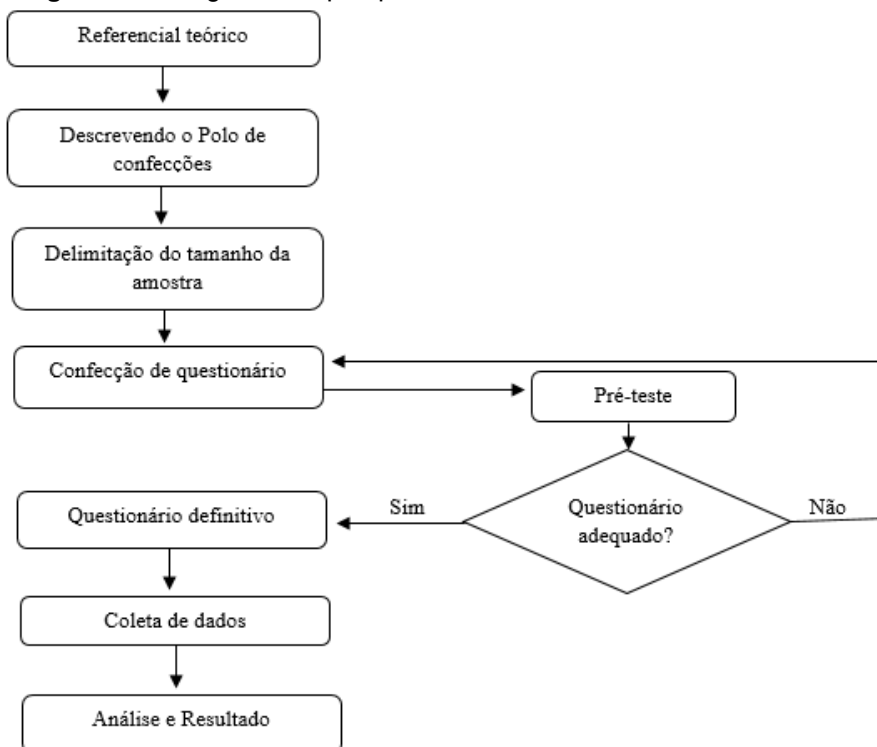 Referencial teórico
Descrevendo o Polo de
confecções
Delimitação do tamanho da
amostra
Confecção de questionário
Pré-teste
Questionário
adequado?
Sim
Não
Questionário definitivo
Coleta de dados
Análise e Resultado